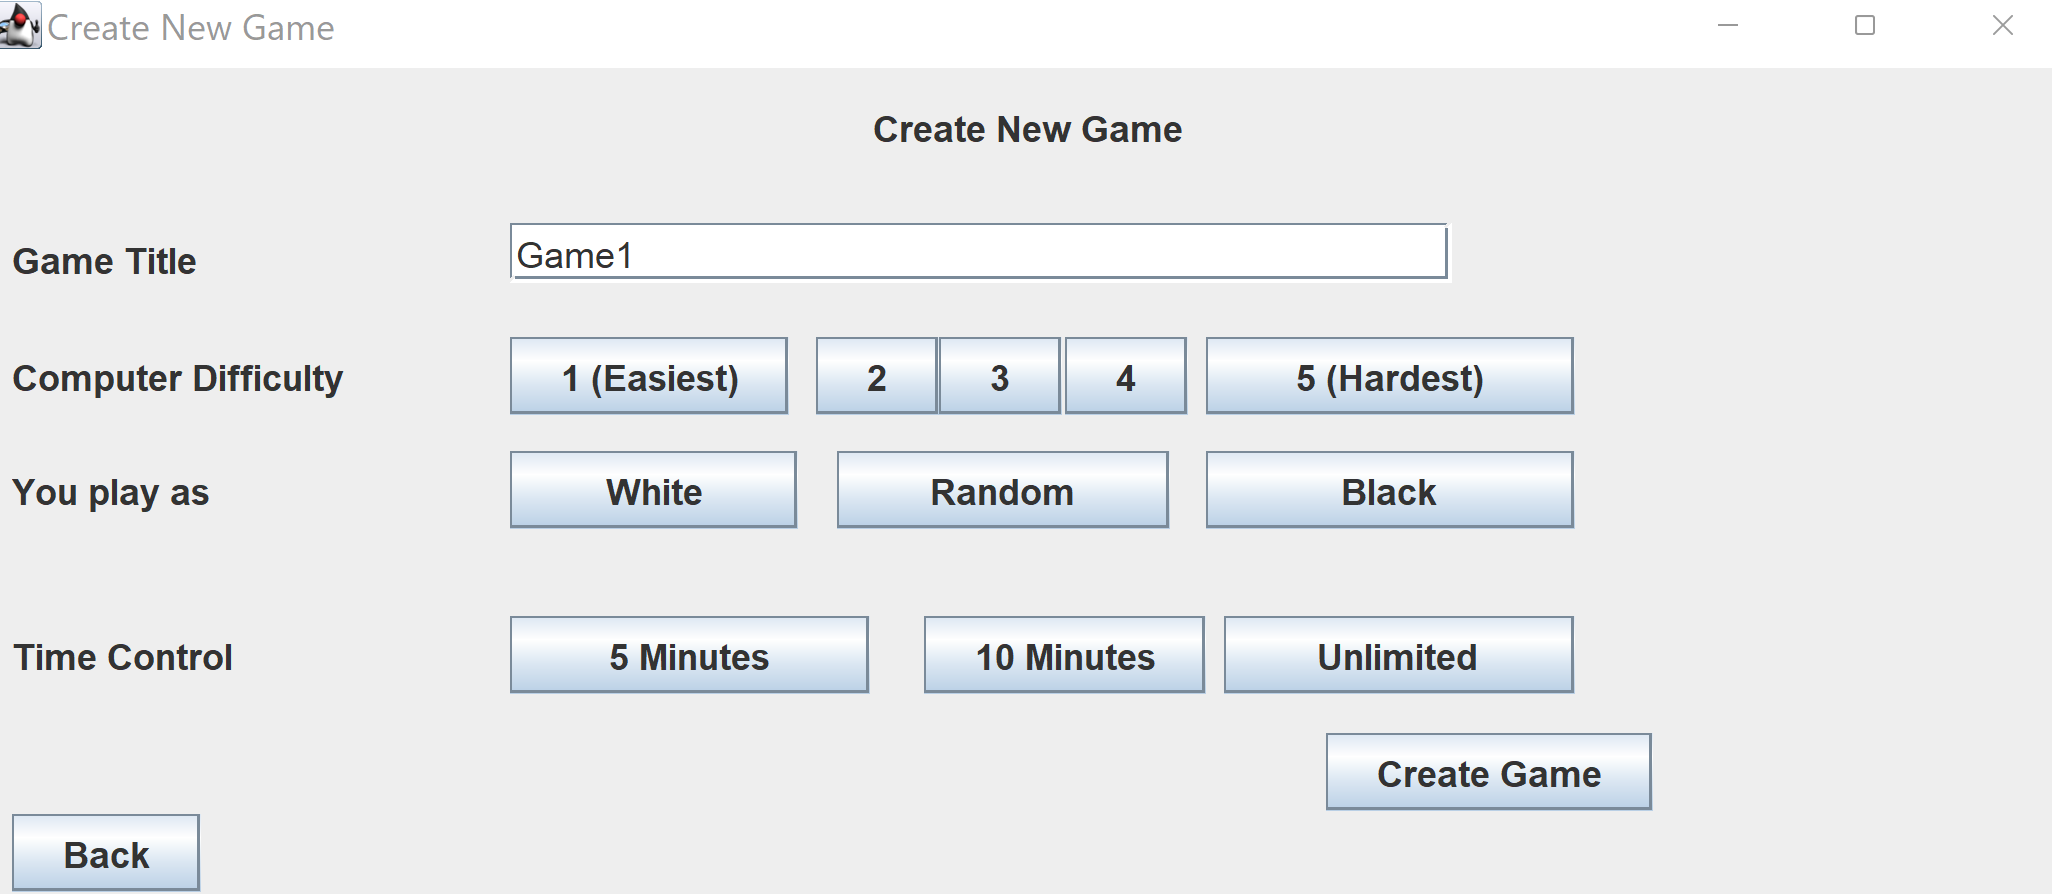 Create New Game
Create New Game
Game Title
Game1
Computer Difficulty 1 (Easiest) 2 3 4 5 (Hardest)
You play as White Random Black
Time Control 5 Minutes 10 Minutes Unlimited
Create Game
Back